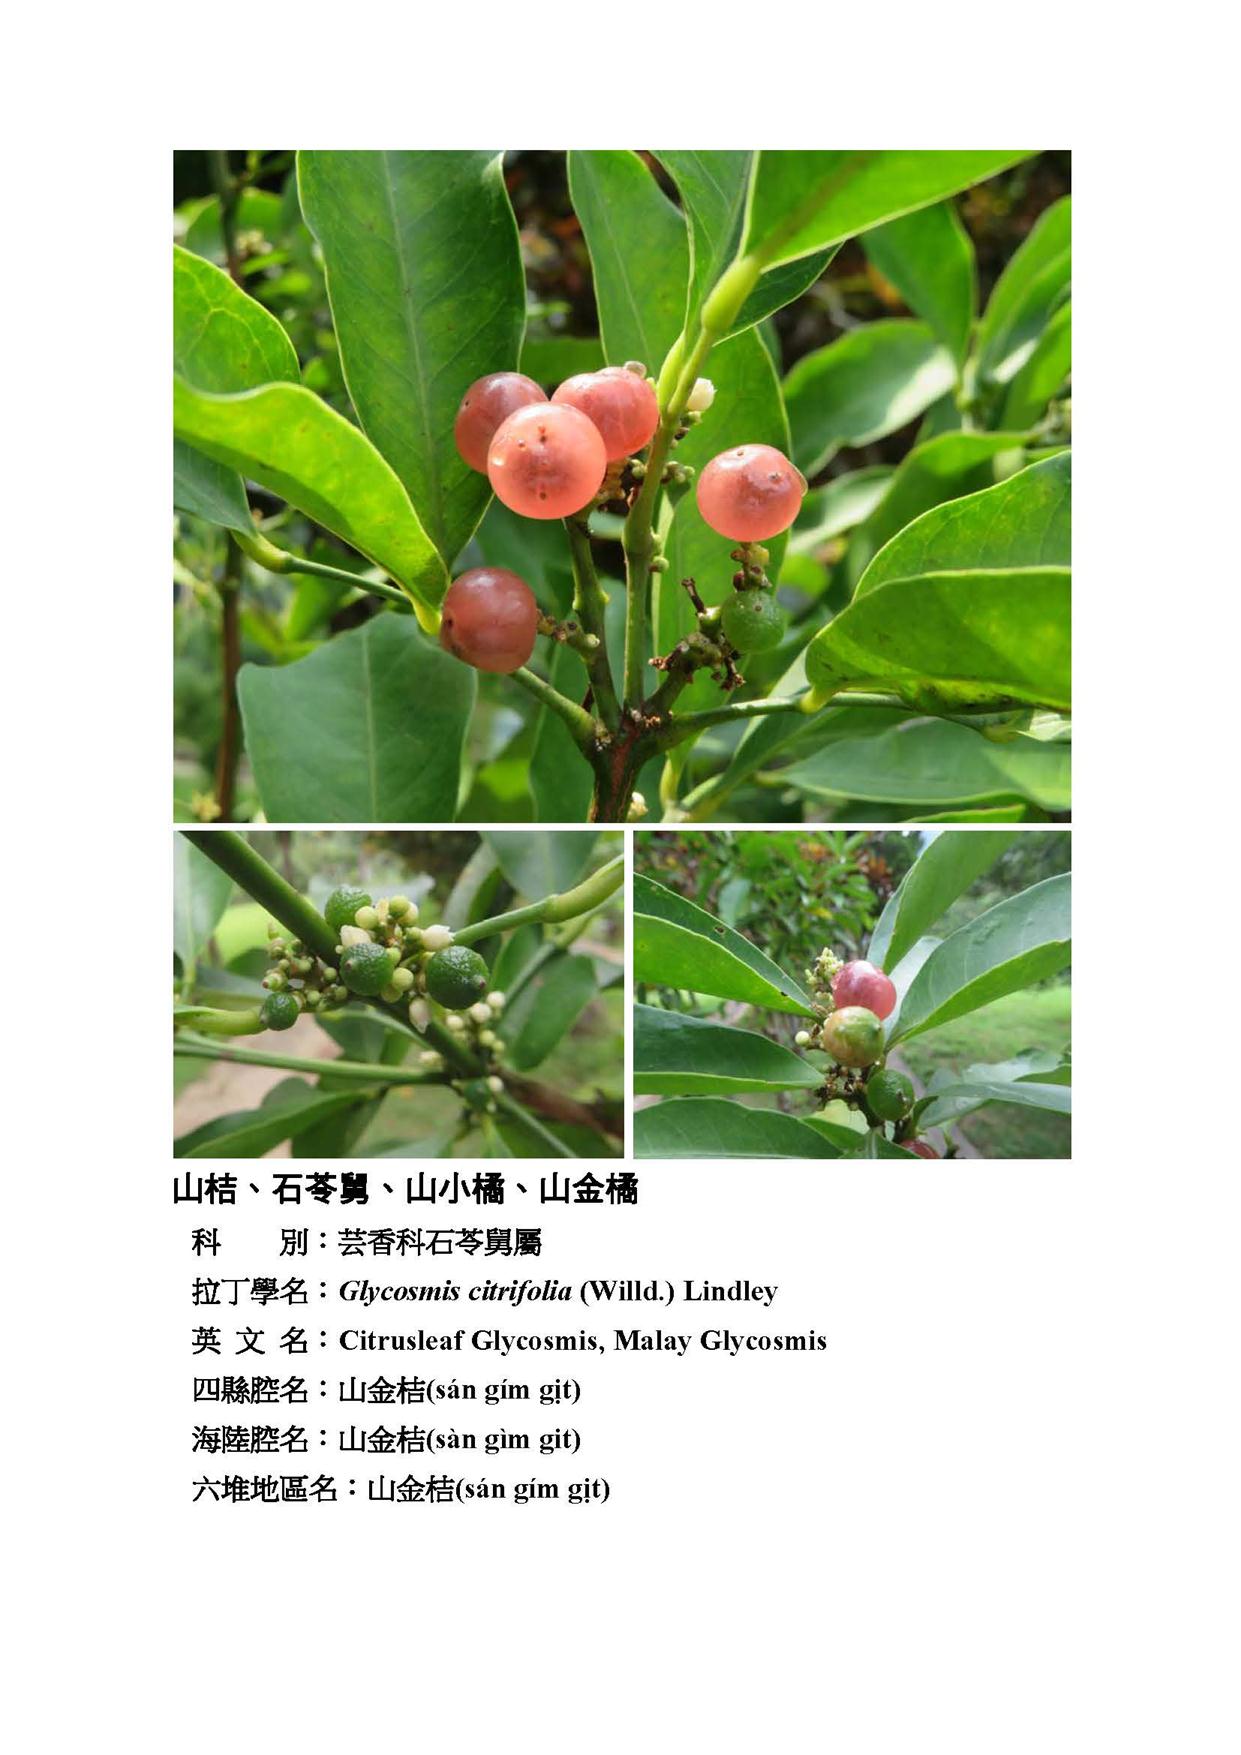 山桔、石苓舅、山小橘、山金橘
科　　別：芸香科石苓舅屬
拉丁學名：Glycosmis citrifolia (Willd.) Lindley
英 文 名：Citrusleaf Glycosmis, Malay Glycosmis
四縣腔名：山金桔(sán gím gi̍t)
海陸腔名：山金桔(sàn gìm git)
六堆地區名：山金桔(sán gím gi̍t)